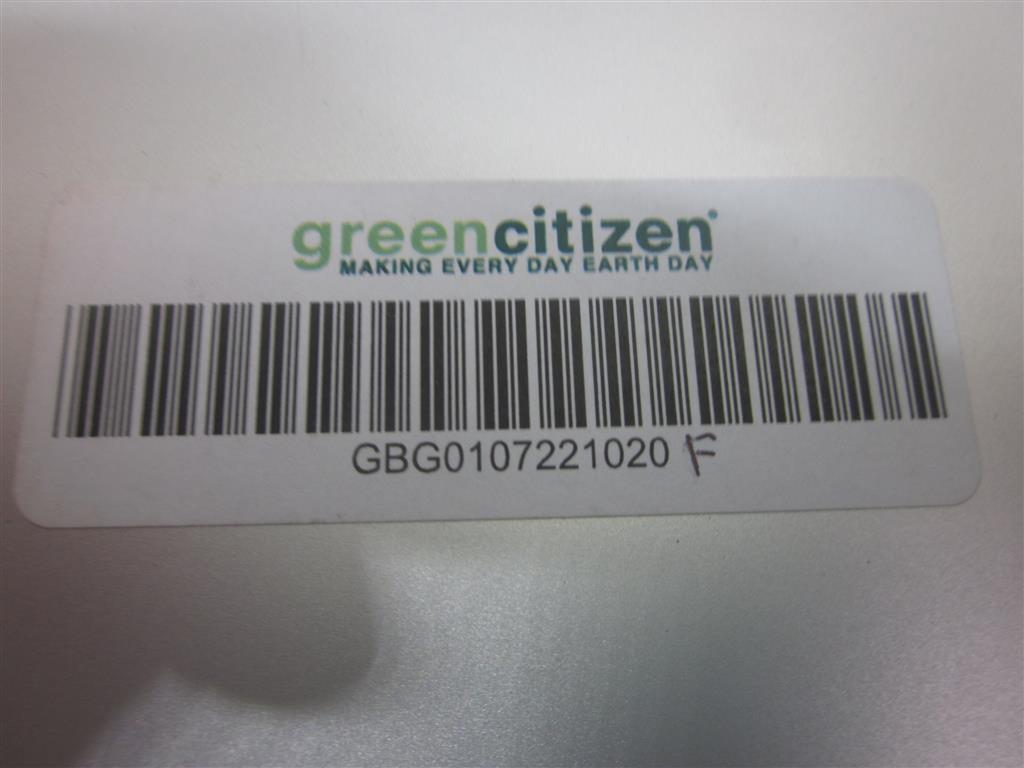 greencitizen®
MAKING EVERY DAY EARTH DAY
GBG0107221020 F